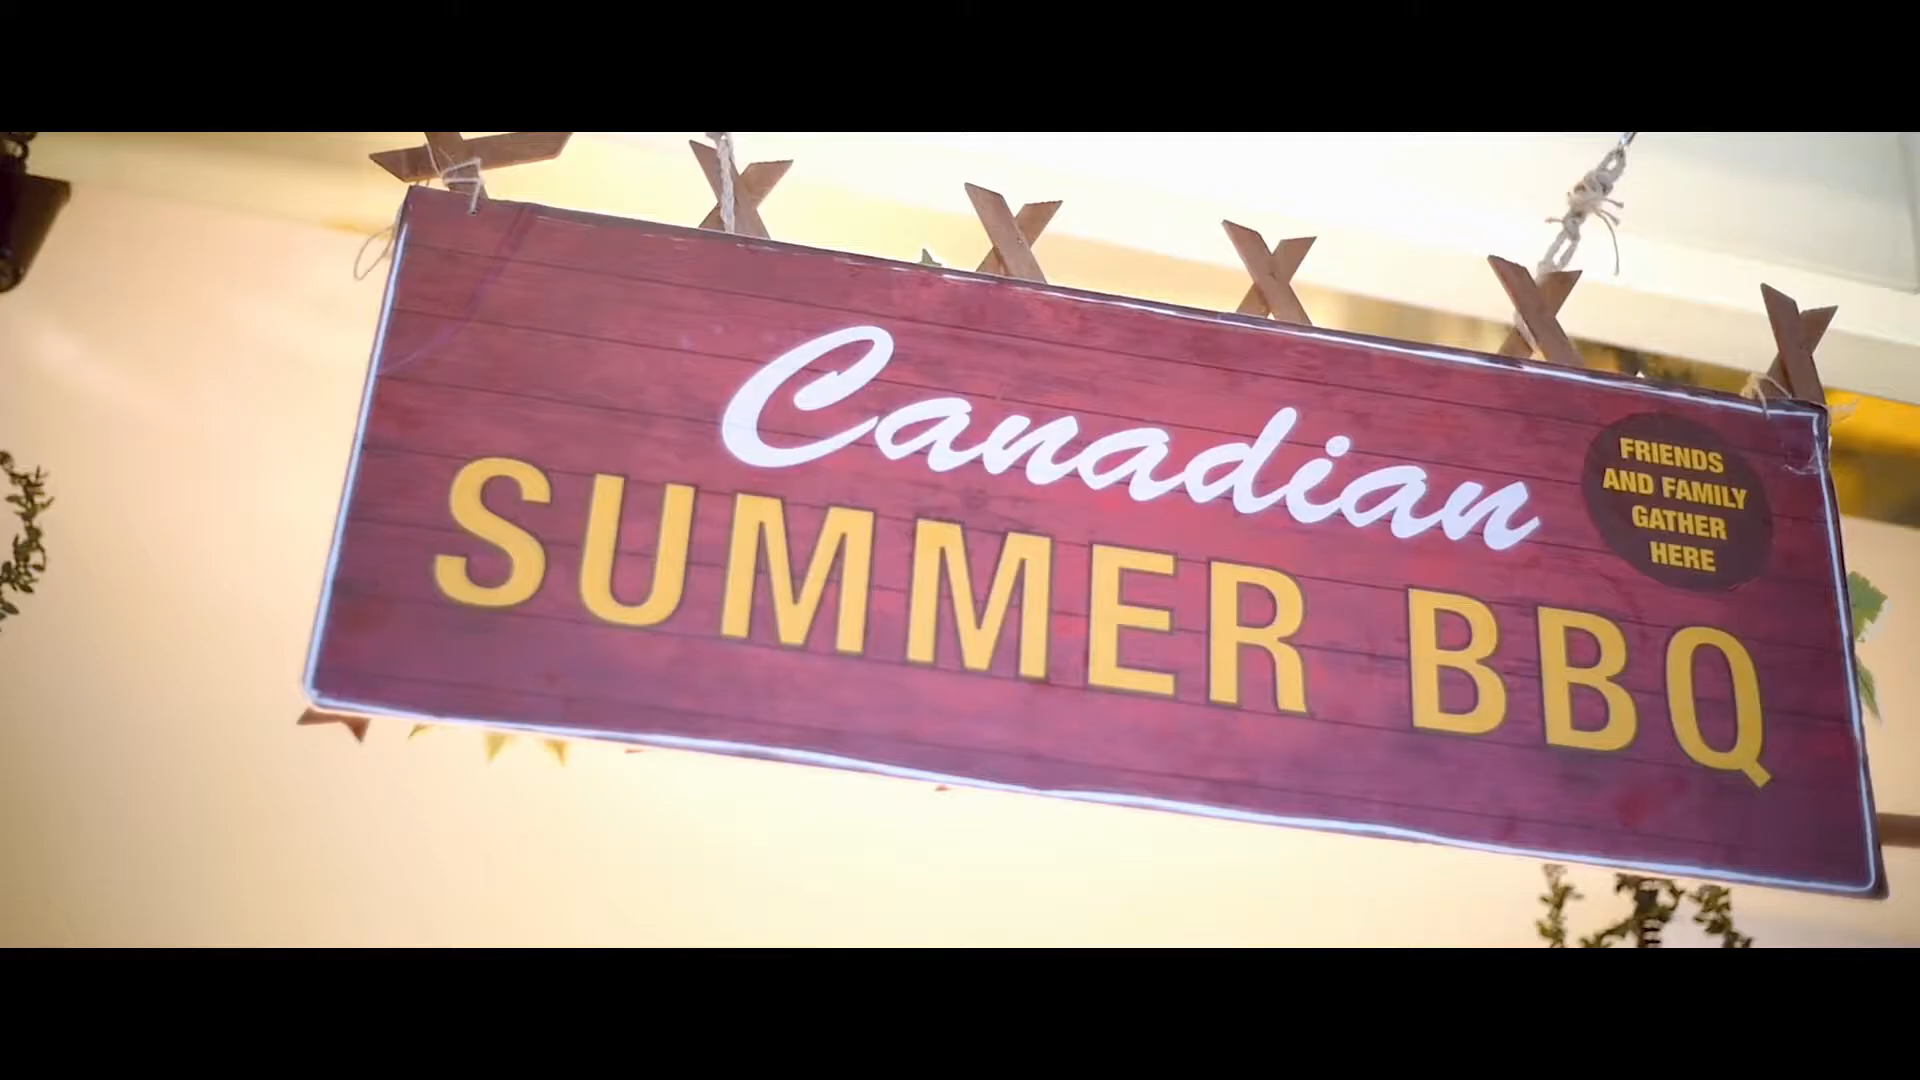 Canadian
SUMMER BBQ
FRIENDS
AND FAMILY
GATHER
HERE